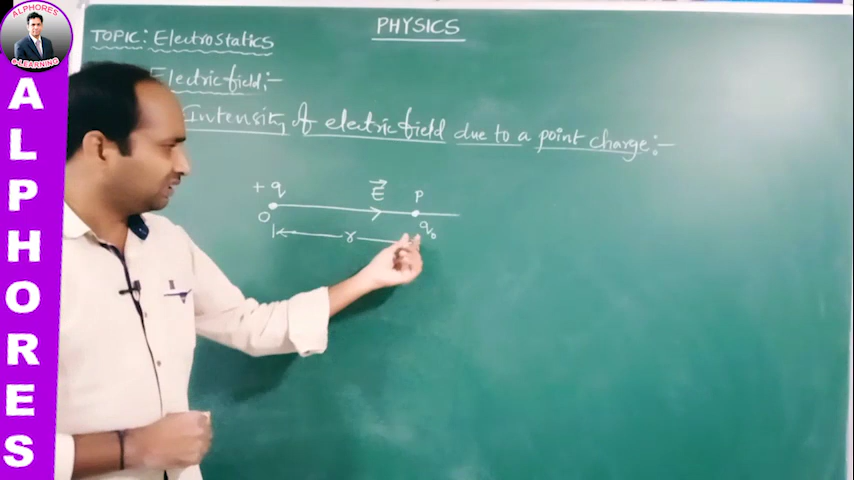 ALPHORES
e-LEARNING
ALPHORES
PHYSICS
TOPIC: Electrostatics
Electric field:-
Intensity of electric field due to a point charge:-
+q
E P
O
q₀
r